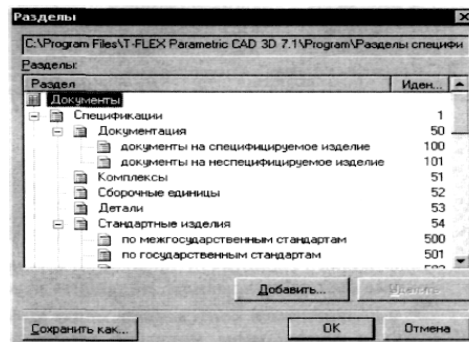 Разделы
C:\Program Files\T-FLEX Parametric CAD 3D 7.1\Program\Разделы специфи
Разделы:
Раздел Иден...
Документы
Спецификации 1
Документация 50
документы на специфицируемое изделие 100
документы на неспецифицируемое изделие 101
Комплексы 51
Сборочные единицы 52
Детали 53
Стандартные изделия 54
по межгосударственным стандартам 500
по государственным стандартам 501
Добавить... Удалить
Сохранить как... OK Отмена